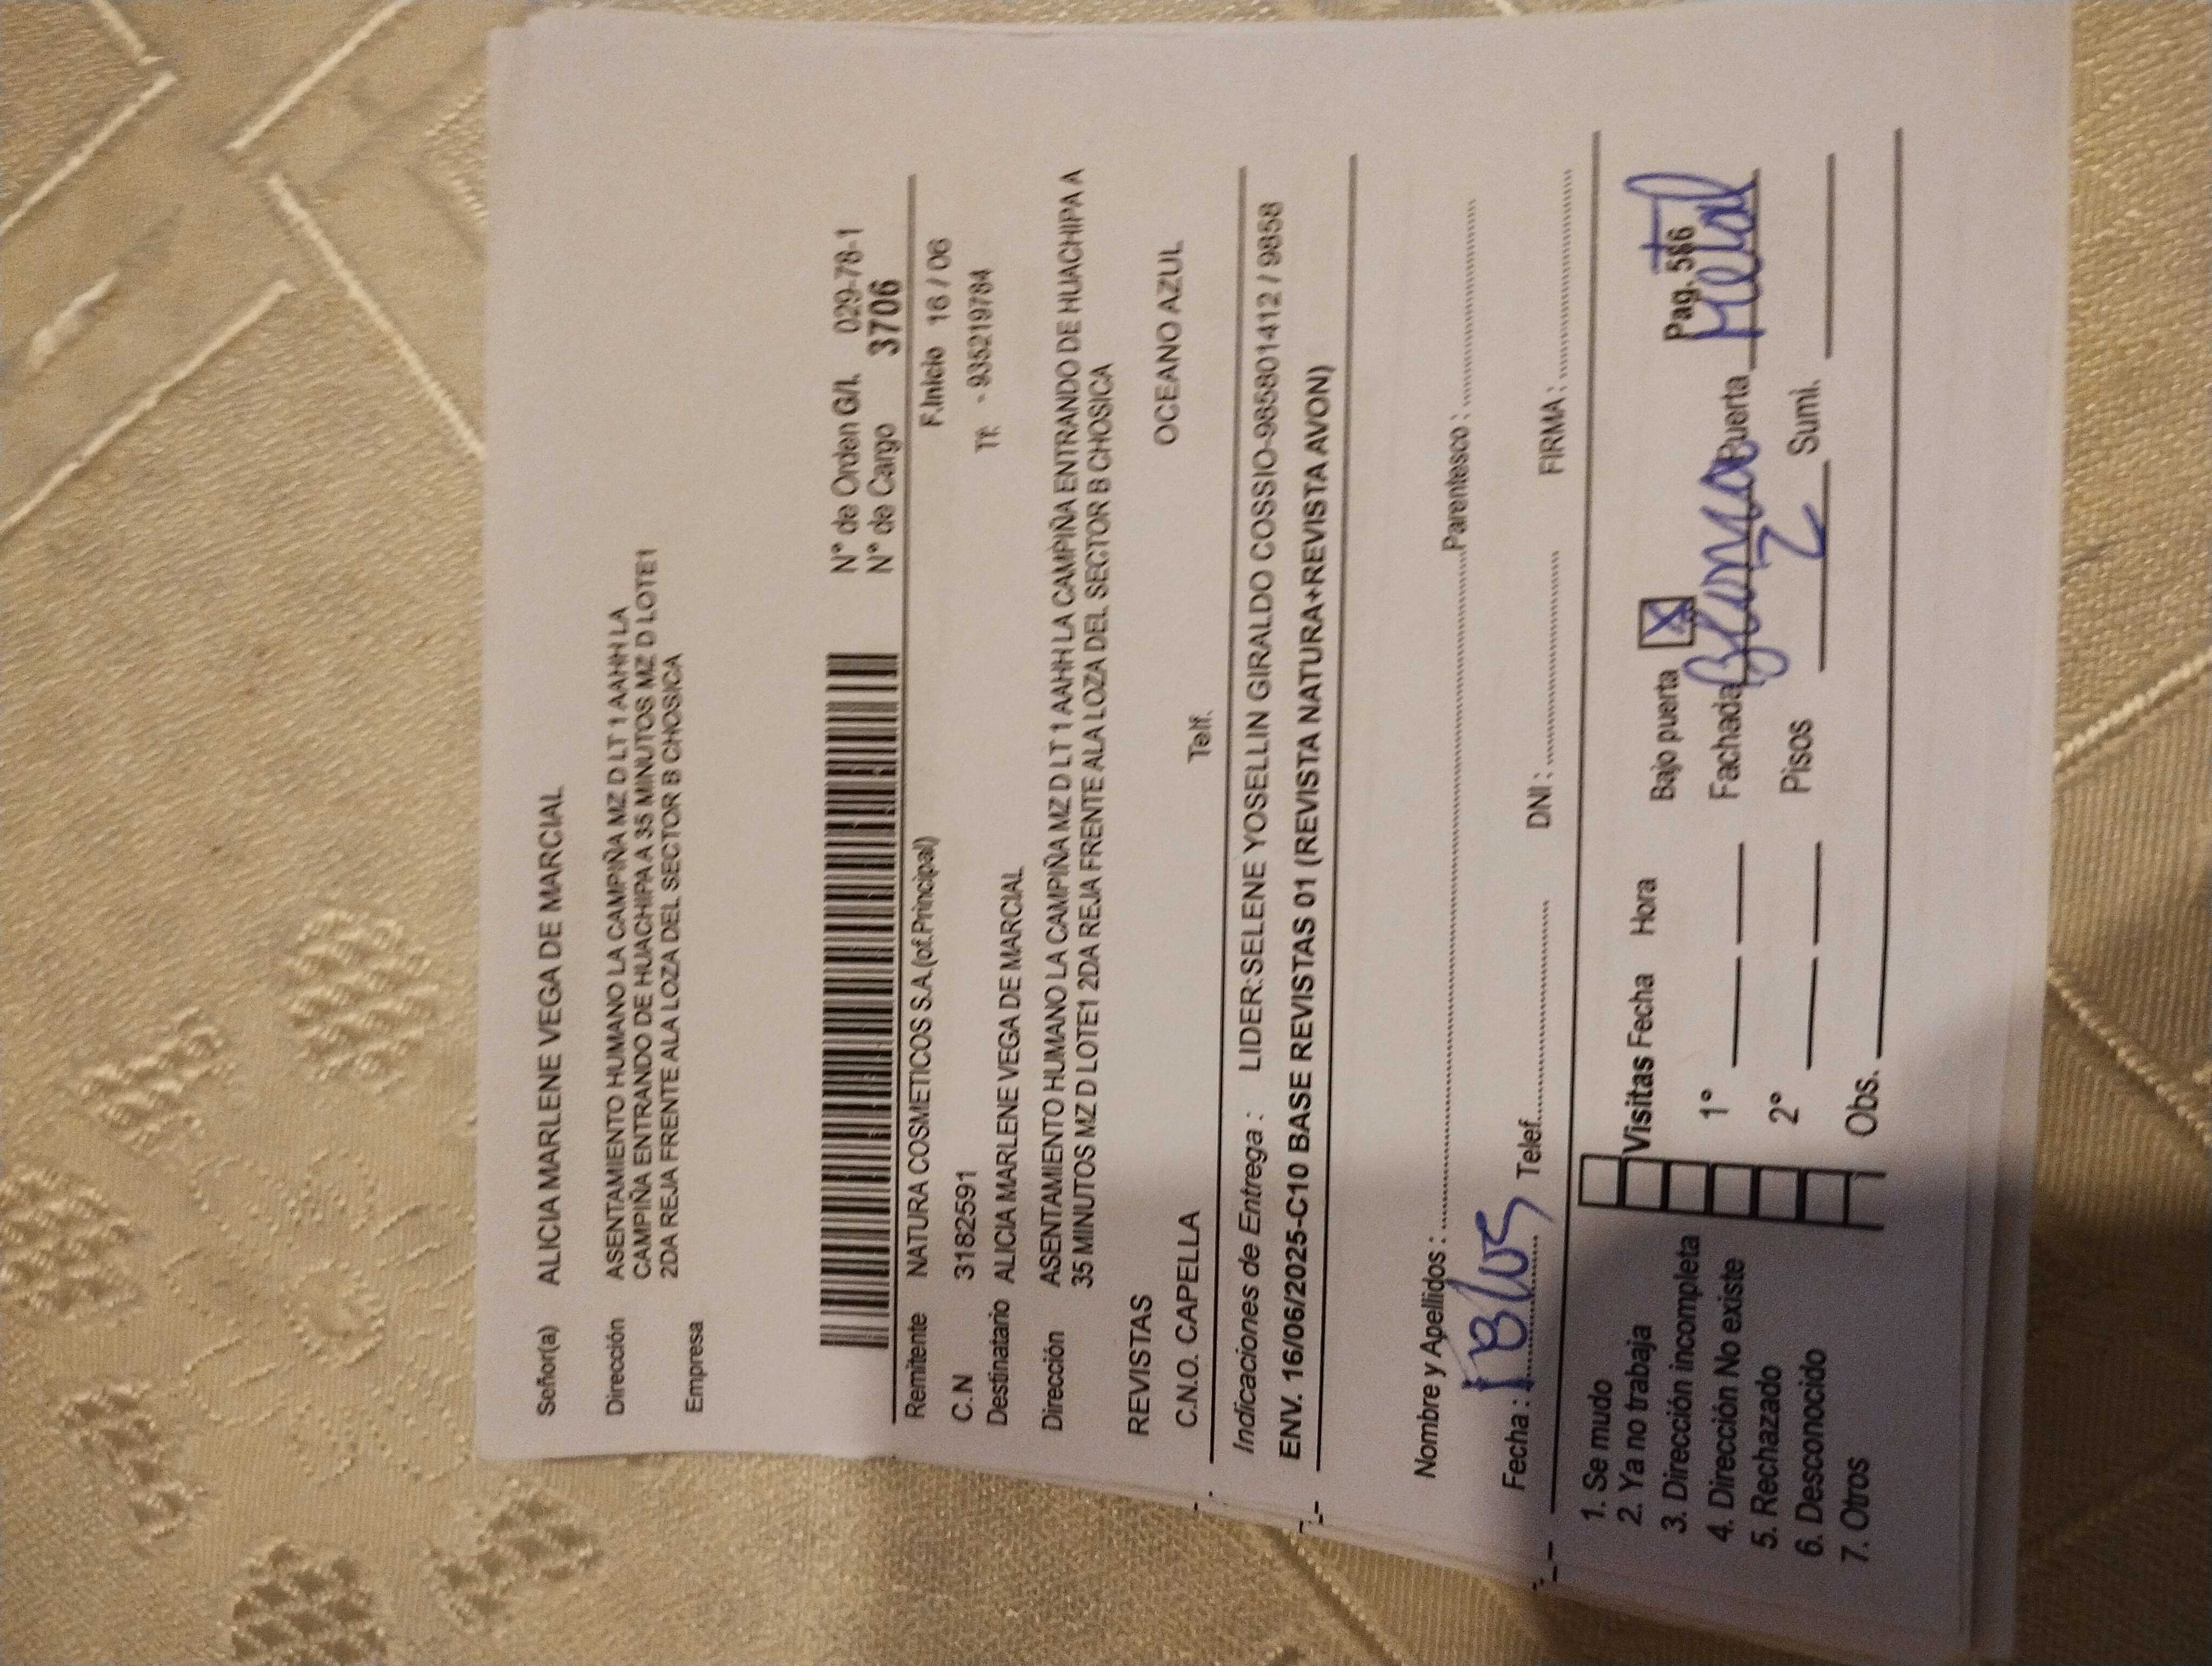 Señor(a) ALICIA MARLENE VEGA DE MARCIAL
Dirección ASENTAMIENTO HUMANO LA CAMPIÑA MZ D LT 1 AAHH LA
CAMPIÑA ENTRANDO DE HUACHIPA A 35 MINUTOS MZ D LOTE1
2DA REJA FRENTE ALA LOZA DEL SECTOR B CHOSICA
Empresa
N° de Orden G/I. 029-78-1
N° de Cargo 3706
Remitente NATURA COSMETICOS S.A.(of.Principal) F.Inicio 16 / 06
C.N 31825591 Tf. - 935219784
Destinatario ALICIA MARLENE VEGA DE MARCIAL
Dirección ASENTAMIENTO HUMANO LA CAMPIÑA MZ D LT 1 AAHH LA CAMPIÑA ENTRANDO DE HUACHIPA A
35 MINUTOS MZ D LOTE1 2DA REJA FRENTE ALA LOZA DEL SECTOR B CHOSICA
REVISTAS OCEANO AZUL
C.N.O. CAPELLA Telf.
Indicaciones de Entrega : LIDER:SELENE YOSELLIN GIRALDO COSSIO-985801412 / 9858
ENV. 16/06/2025-C10 BASE REVISTAS 01 (REVISTA NATURA+REVISTA AVON)
Nombre y Apellidos : Parentesco :
Fecha : Telef. DNI : FIRMA :
1. Se mudo
2. Ya no trabaja
3. Dirección incompleta
4. Dirección No existe
5. Rechazado
6. Desconocido
7. Otros
Visitas Fecha Hora
1°
2°
Obs.
Bajo puerta X Pag. 586
Fachada Blanco Puerta Metal
Pisos 2 Sumi.